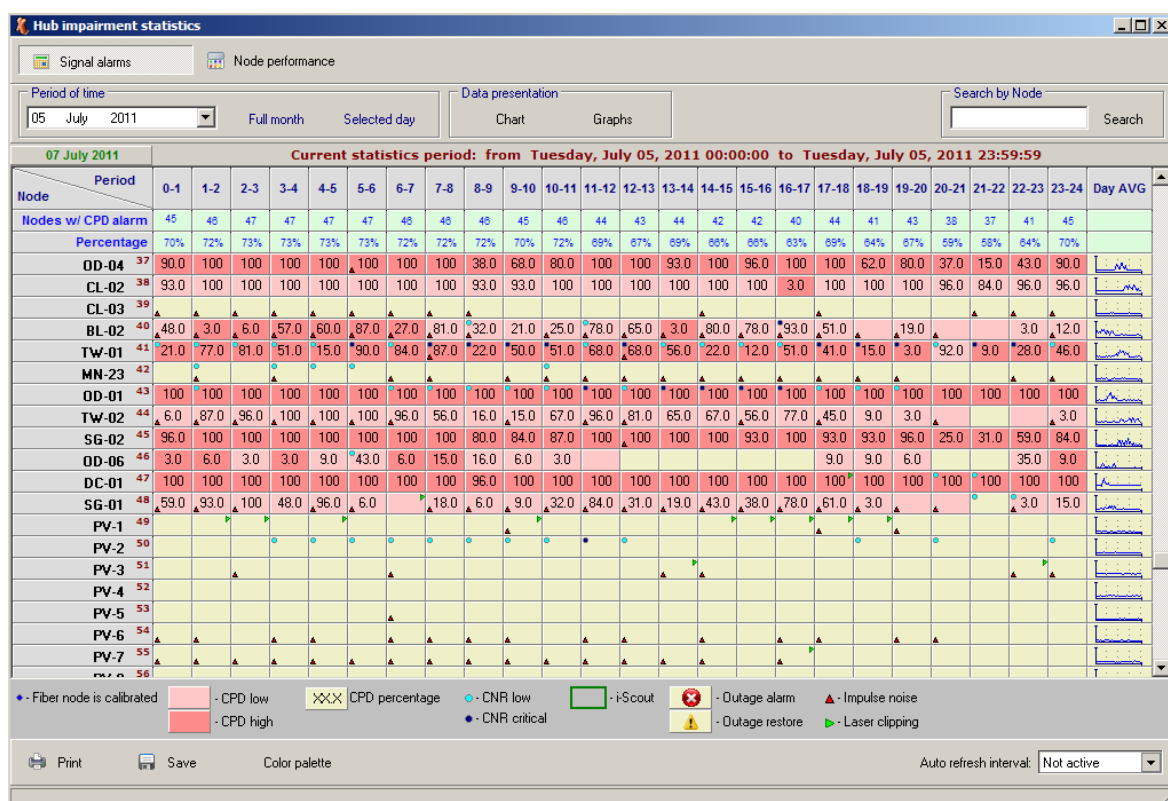 Hub impairment statistics
Signal alarms Node performance
Period of time Data presentation Search by Node
05 July 2011 Full month Selected day Chart Graphs Search
07 July 2011 Current statistics period: from Tuesday, July 05, 2011 00:00:00 to Tuesday, July 05, 2011 23:59:59
Period
Node 0-1 1-2 2-3 3-4 4-5 5-6 6-7 7-8 8-9 9-10 10-11 11-12 12-13 13-14 14-15 15-16 16-17 17-18 18-19 19-20 20-21 21-22 22-23 23-24 Day AVG
Nodes w/ CPD alarm 45 46 47 47 47 47 46 46 46 45 46 44 43 44 42 42 40 44 41 43 38 37 41 45
Percentage 70% 72% 73% 73% 73% 73% 72% 72% 72% 70% 72% 69% 67% 69% 66% 66% 63% 69% 64% 67% 59% 58% 64% 70%
OD-04 37 90.0 100 100 100 100 100 100 100 38.0 68.0 80.0 100 100 93.0 100 96.0 100 100 62.0 80.0 37.0 15.0 43.0 90.0
CL-02 38 93.0 100 100 100 100 100 100 100 93.0 93.0 100 100 100 100 100 100 3.0 100 100 100 96.0 84.0 96.0 96.0
CL-03 39
BL-02 40 48.0 3.0 6.0 57.0 60.0 87.0 27.0 81.0 32.0 21.0 25.0 78.0 65.0 3.0 80.0 78.0 93.0 51.0 19.0 3.0 12.0
TW-01 41 21.0 77.0 81.0 51.0 15.0 90.0 84.0 87.0 22.0 50.0 51.0 68.0 68.0 56.0 22.0 12.0 51.0 41.0 15.0 3.0 92.0 9.0 28.0 46.0
MN-23 42
OD-01 43 100 100 100 100 100 100 100 100 100 100 100 100 100 100 100 100 100 100 100 100 100 100 100 100
TW-02 44 6.0 87.0 96.0 100 100 100 96.0 56.0 16.0 15.0 67.0 96.0 81.0 65.0 67.0 56.0 77.0 45.0 9.0 3.0 3.0
SG-02 45 96.0 100 100 100 100 100 100 100 80.0 84.0 87.0 100 100 100 100 93.0 100 93.0 93.0 96.0 25.0 31.0 59.0 84.0
OD-06 46 3.0 6.0 3.0 3.0 9.0 43.0 6.0 15.0 16.0 6.0 3.0 9.0 9.0 6.0 35.0 9.0
DC-01 47 100 100 100 100 100 100 100 100 96.0 100 100 100 100 100 100 100 100 100 100 100 100 100 100 100
SG-01 48 59.0 93.0 100 48.0 96.0 6.0 18.0 6.0 9.0 32.0 84.0 31.0 19.0 43.0 38.0 78.0 61.0 3.0 3.0 15.0
PV-1 49
PV-2 50
PV-3 51
PV-4 52
PV-5 53
PV-6 54
PV-7 55
PV-8 56
- Fiber node is calibrated - CPD low XXX CPD percentage - CNR low - i-Scout - Outage alarm - Impulse noise
- CPD high - CNR critical - Outage restore - Laser clipping
Print Save Color palette Auto refresh interval: Not active